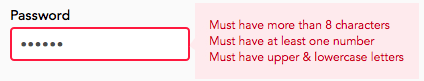 Password
••••••
Must have more than 8 characters
Must have at least one number
Must have upper & lowercase letters